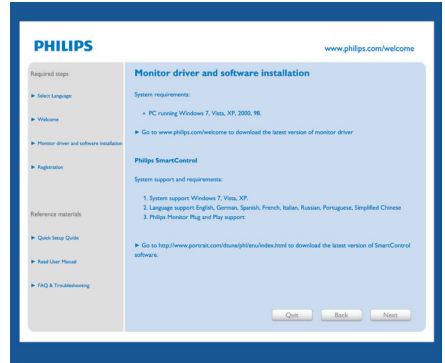 PHILIPS
www.philips.com/welcome
Required steps
► Select Language
► Welcome
► Monitor driver and software installation
► Registration
Reference materials
► Quick Setup Guide
► Read User Manual
► FAQ & Troubleshooting
Monitor driver and software installation
System requirements:
• PC running Windows 7, Vista, XP, 2000, 98.
► Go to www.philips.com/welcome to download the latest version of monitor driver
Philips SmartControl
System support and requirements:
1. System support Windows 7, Vista, XP.
2. Language support English, German, Spanish, French, Italian, Russian, Portuguese, Simplified Chinese
3. Philips Monitor Plug and Play support
► Go to http://www.portrait.com/dtune/phl/enu/index.html to download the latest version of SmartControl
software.
Quit
Back
Next